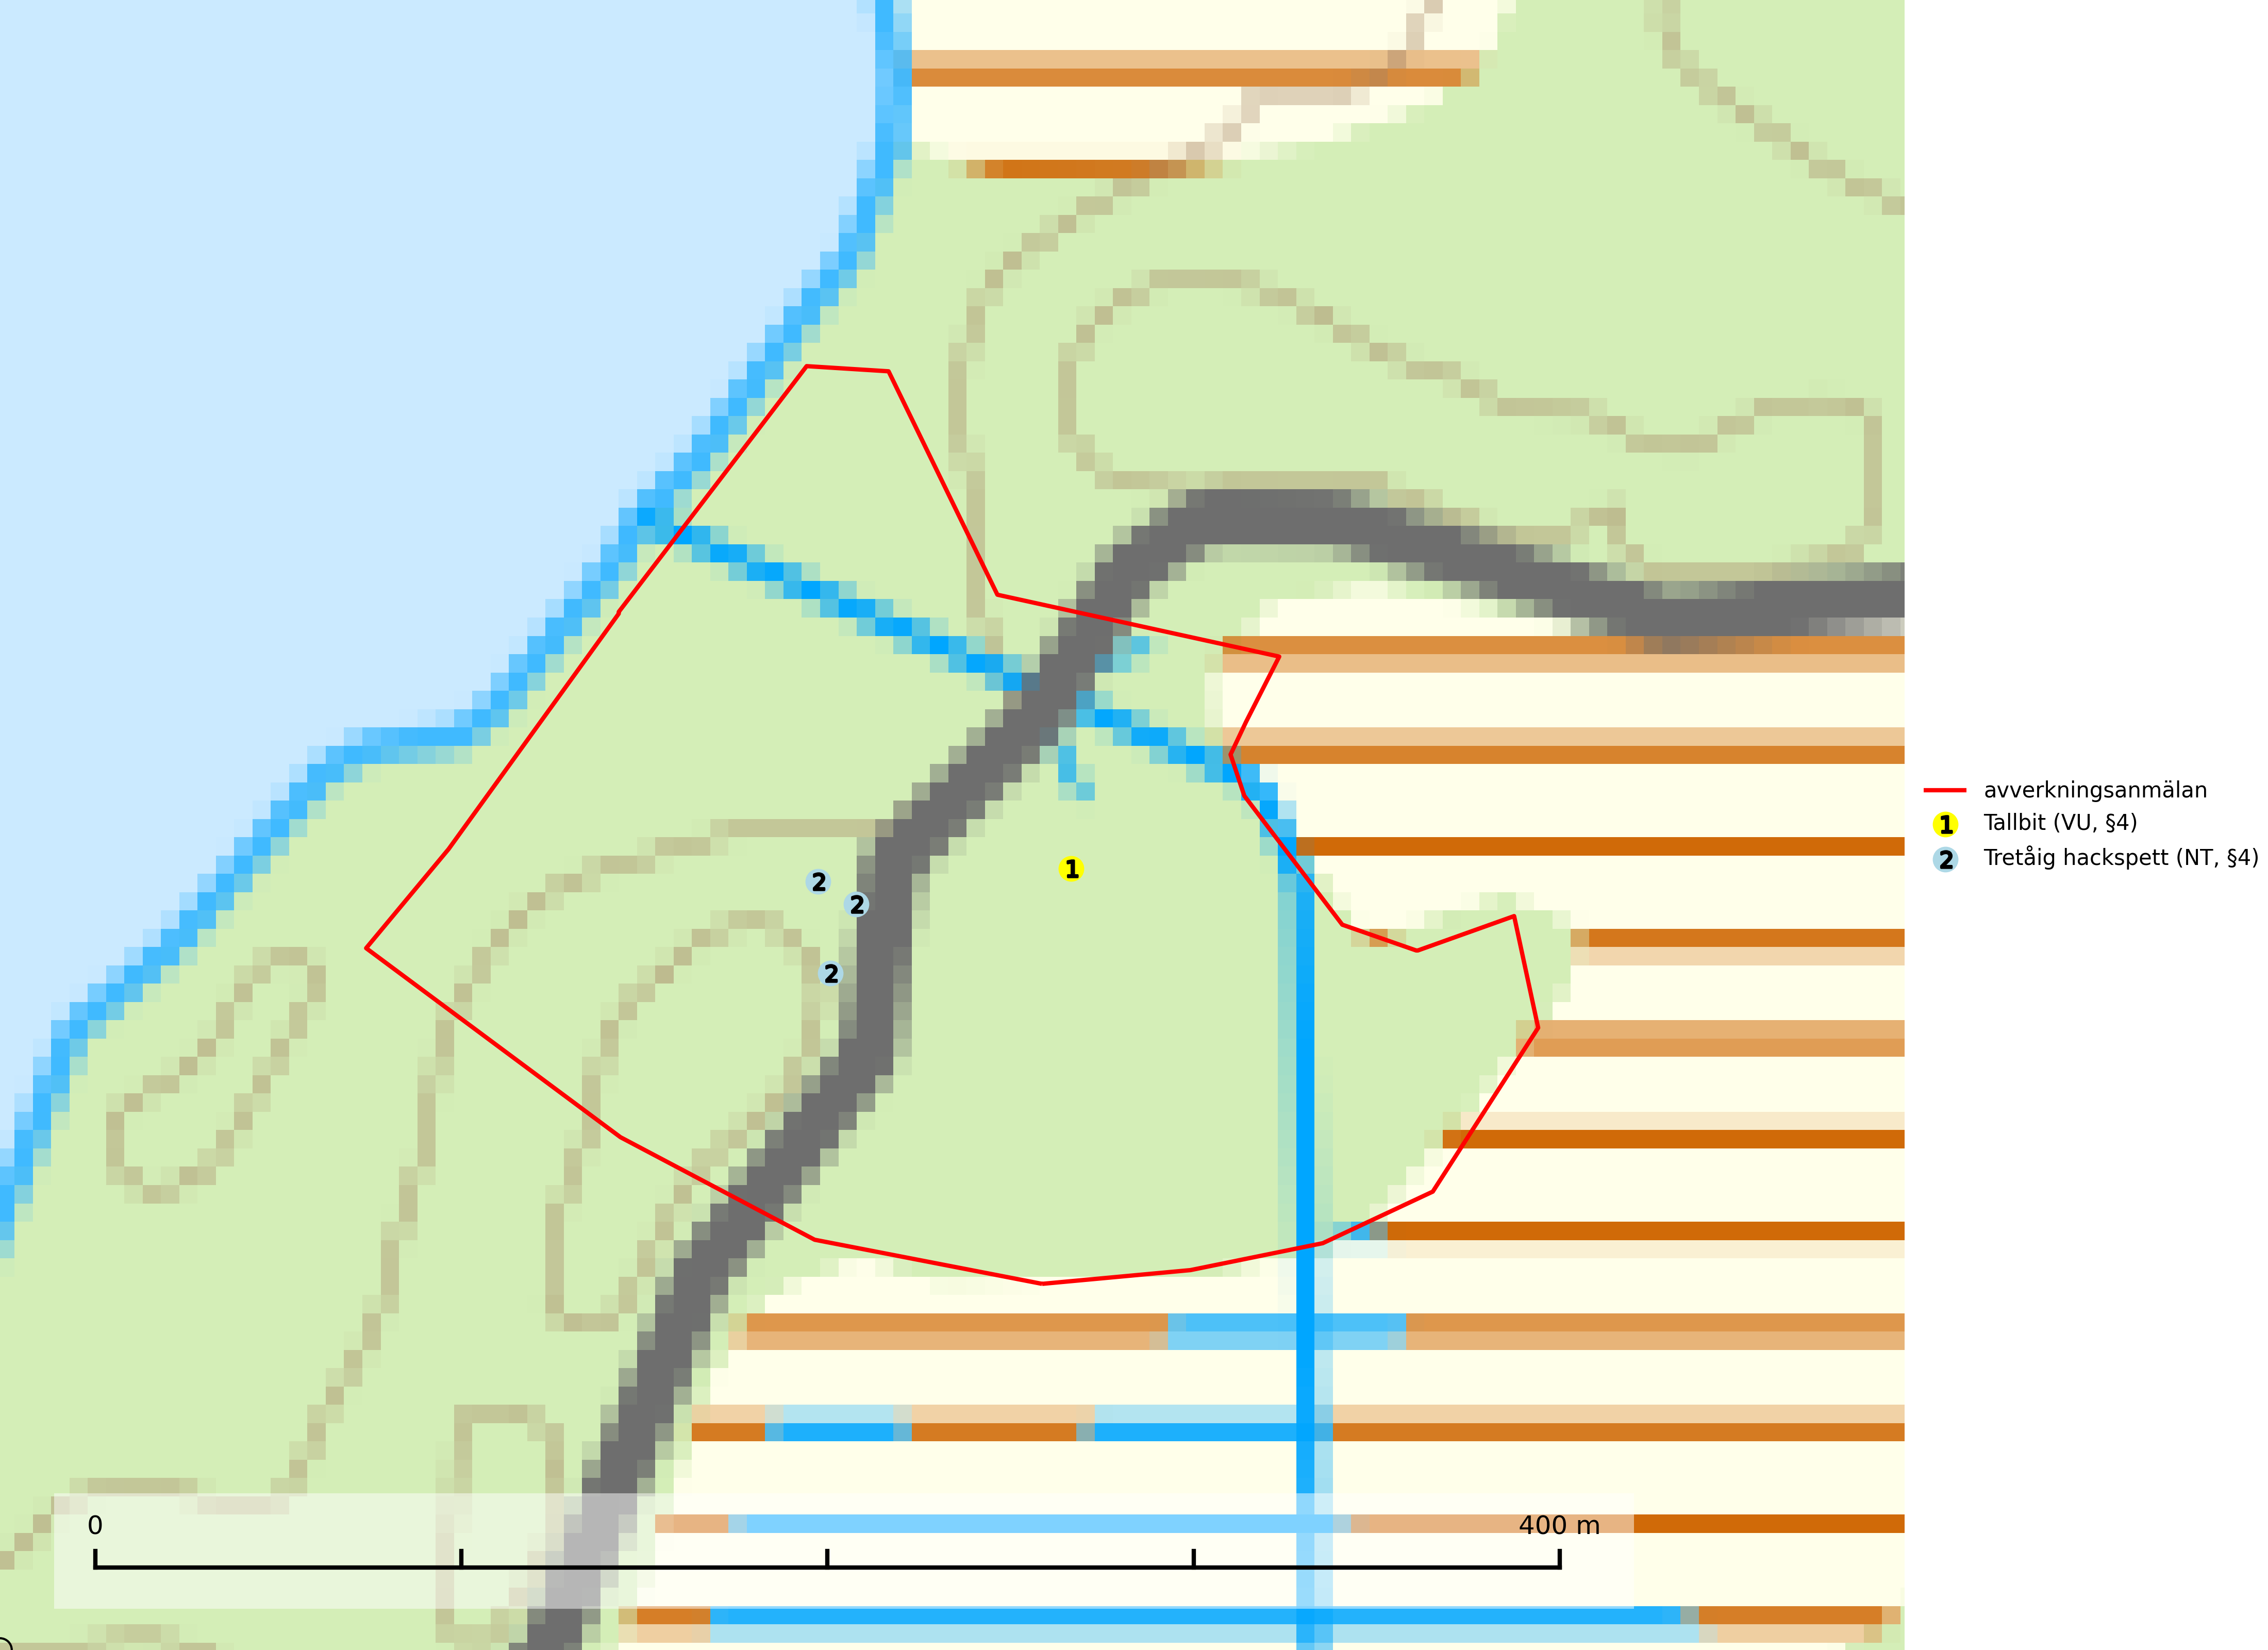 avverkningsanmälan
1 Tallbit (VU, §4)
2 Tretåig hackspett (NT, §4)
1
2
2
2
0 400 m